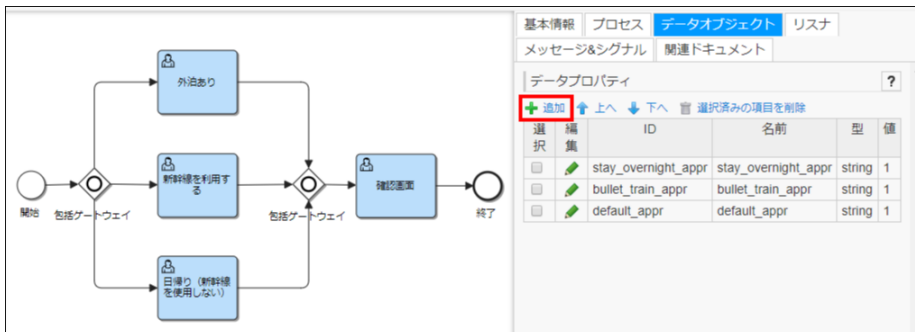 外泊あり
新幹線を利用す
る
確認画面
開始
包括ゲートウェイ
包括ゲートウェイ
終了
日帰り（新幹線
を使用しない）
基本情報 プロセス データオブジェクト リスナ
メッセージ&シグナル 関連ドキュメント
データプロパティ ?
追加 上へ 下へ 選択済みの項目を削除
選択 編集 ID 名前 型 値
stay_overnight_appr stay_overnight_appr string 1
bullet_train_appr bullet_train_appr string 1
default_appr default_appr string 1